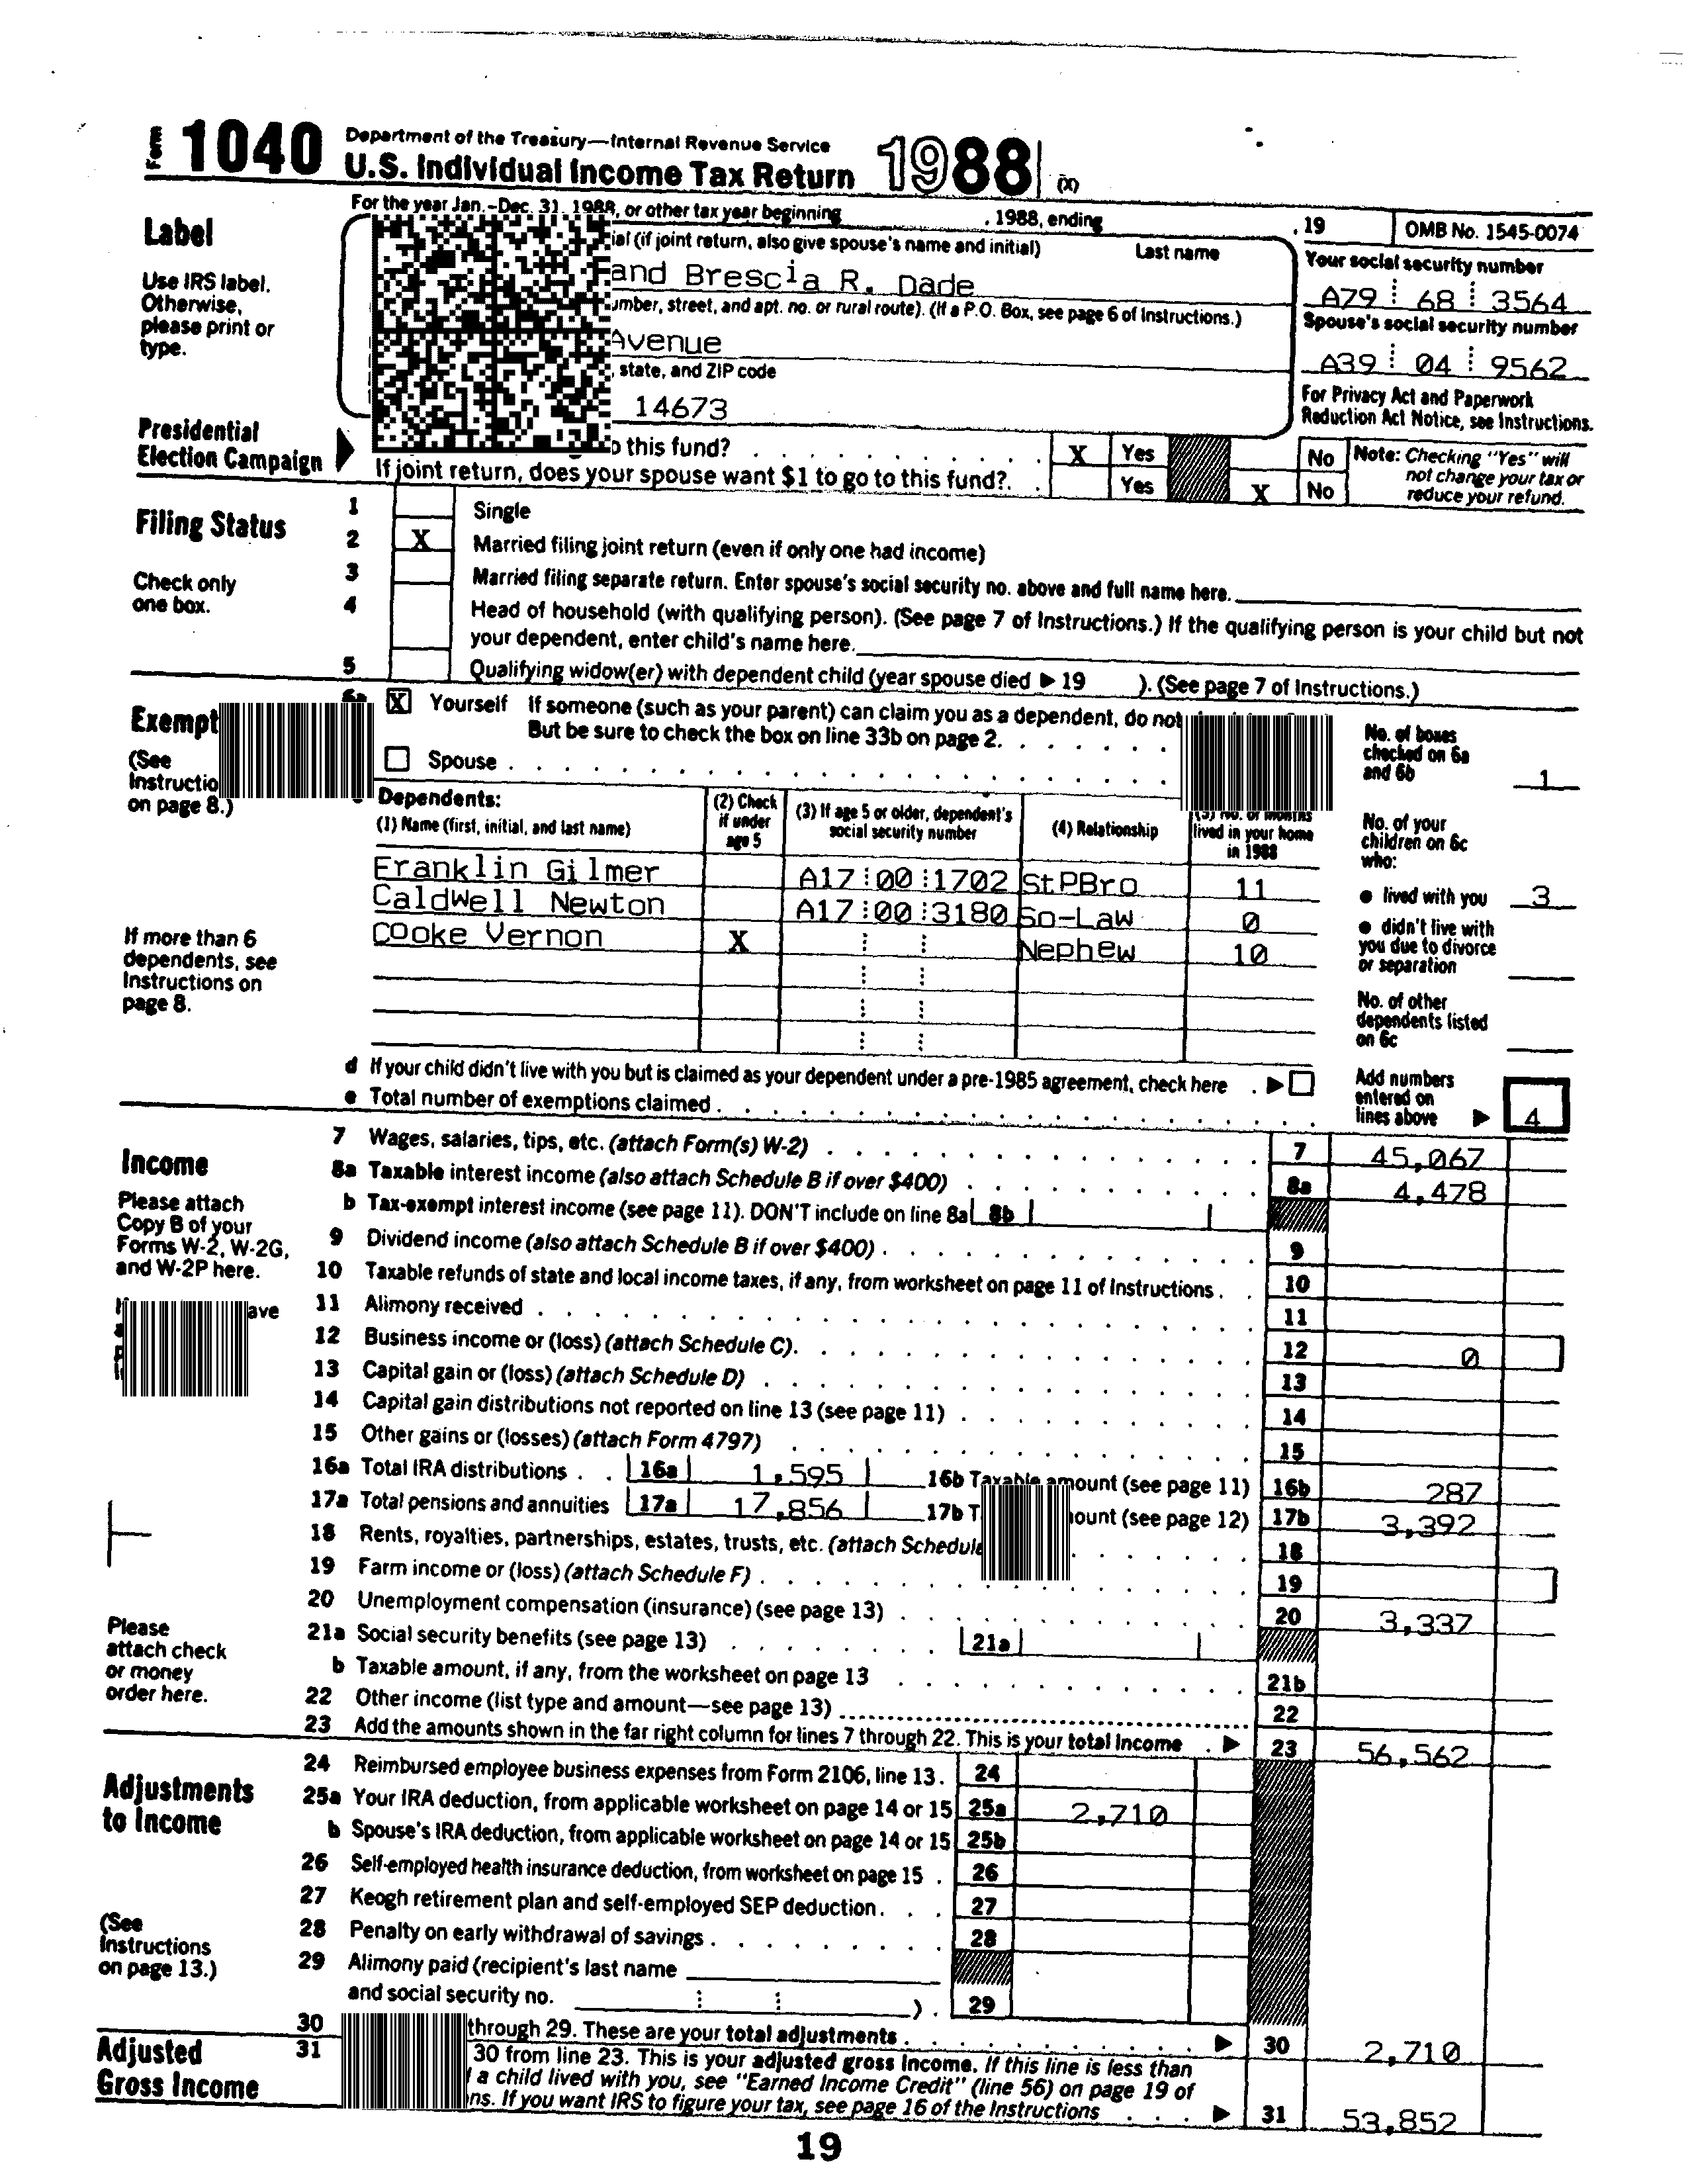 Form 1040 Department of the Treasury—Internal Revenue Service
U.S. Individual Income Tax Return 1988 (X)
For the year Jan.–Dec. 31, 1988, or other tax year beginning , 1988, ending , 19 OMB No. 1545-0074
Label
Use IRS label. Otherwise, please print or type.
ial (if joint return, also give spouse's name and initial) Last name
and Brescia R. Dade
Your social security number
A79 68 3564
umber, street, and apt. no. or rural route). (If a P.O. Box, see page 6 of Instructions.)
Avenue
Spouse's social security number
A39 04 9562
, state, and ZIP code
14673
For Privacy Act and Paperwork Reduction Act Notice, see Instructions.
Presidential Election Campaign
o this fund? X Yes No
If joint return, does your spouse want $1 to go to this fund? Yes X No
Note: Checking "Yes" will not change your tax or reduce your refund.
Filing Status
Check only one box.
1 Single
2 X Married filing joint return (even if only one had income)
3 Married filing separate return. Enter spouse's social security no. above and full name here.
4 Head of household (with qualifying person). (See page 7 of Instructions.) If the qualifying person is your child but not
your dependent, enter child's name here.
5 Qualifying widow(er) with dependent child (year spouse died ▶ 19 ). (See page 7 of Instructions.)
Exempt
(See
Instructio
on page 8.)
6a X Yourself If someone (such as your parent) can claim you as a dependent, do not
But be sure to check the box on line 33b on page 2.
Spouse
No. of boxes checked on 6a and 6b 1
Dependents:
(1) Name (first, initial, and last name) (2) Check if under age 5 (3) If age 5 or older, dependent's social security number (4) Relationship (5) No. of months lived in your home in 1988
Franklin Gilmer A17 00 1702 StPBro 11
Caldwell Newton A17 00 3180 So-Law 0
Cooke Vernon X Nephew 10
If more than 6 dependents, see Instructions on page 8.
No. of your children on 6c who:
● lived with you 3
● didn't live with you due to divorce or separation
No. of other dependents listed on 6c
d If your child didn't live with you but is claimed as your dependent under a pre-1985 agreement, check here ▶
e Total number of exemptions claimed
Add numbers entered on lines above ▶ 4
Income
Please attach Copy B of your Forms W-2, W-2G, and W-2P here.
ave
7 Wages, salaries, tips, etc. (attach Form(s) W-2) 7 45,067
8a Taxable interest income (also attach Schedule B if over $400) 8a 4,478
b Tax-exempt interest income (see page 11). DON'T include on line 8a 8b
9 Dividend income (also attach Schedule B if over $400) 9
10 Taxable refunds of state and local income taxes, if any, from worksheet on page 11 of Instructions 10
11 Alimony received 11
12 Business income or (loss) (attach Schedule C) 12 0
13 Capital gain or (loss) (attach Schedule D) 13
14 Capital gain distributions not reported on line 13 (see page 11) 14
15 Other gains or (losses) (attach Form 4797) 15
16a Total IRA distributions 16a 1,595 16b Taxable amount (see page 11) 16b 287
17a Total pensions and annuities 17a 17,856 17b T ount (see page 12) 17b 3,392
18 Rents, royalties, partnerships, estates, trusts, etc. (attach Schedule 18
19 Farm income or (loss) (attach Schedule F) 19
20 Unemployment compensation (insurance) (see page 13) 20 3,337
21a Social security benefits (see page 13) 21a
b Taxable amount, if any, from the worksheet on page 13 21b
22 Other income (list type and amount—see page 13) 22
23 Add the amounts shown in the far right column for lines 7 through 22. This is your total income ▶ 23 56,562
Please attach check or money order here.
Adjustments to Income
(See Instructions on page 13.)
24 Reimbursed employee business expenses from Form 2106, line 13 24
25a Your IRA deduction, from applicable worksheet on page 14 or 15 25a 2,710
b Spouse's IRA deduction, from applicable worksheet on page 14 or 15 25b
26 Self-employed health insurance deduction, from worksheet on page 15 26
27 Keogh retirement plan and self-employed SEP deduction 27
28 Penalty on early withdrawal of savings 28
29 Alimony paid (recipient's last name
and social security no. ) 29
30 through 29. These are your total adjustments ▶ 30 2,710
Adjusted Gross Income
31 30 from line 23. This is your adjusted gross income. If this line is less than
a child lived with you, see "Earned Income Credit" (line 56) on page 19 of
ns. If you want IRS to figure your tax, see page 16 of the Instructions ▶ 31 53,852
19